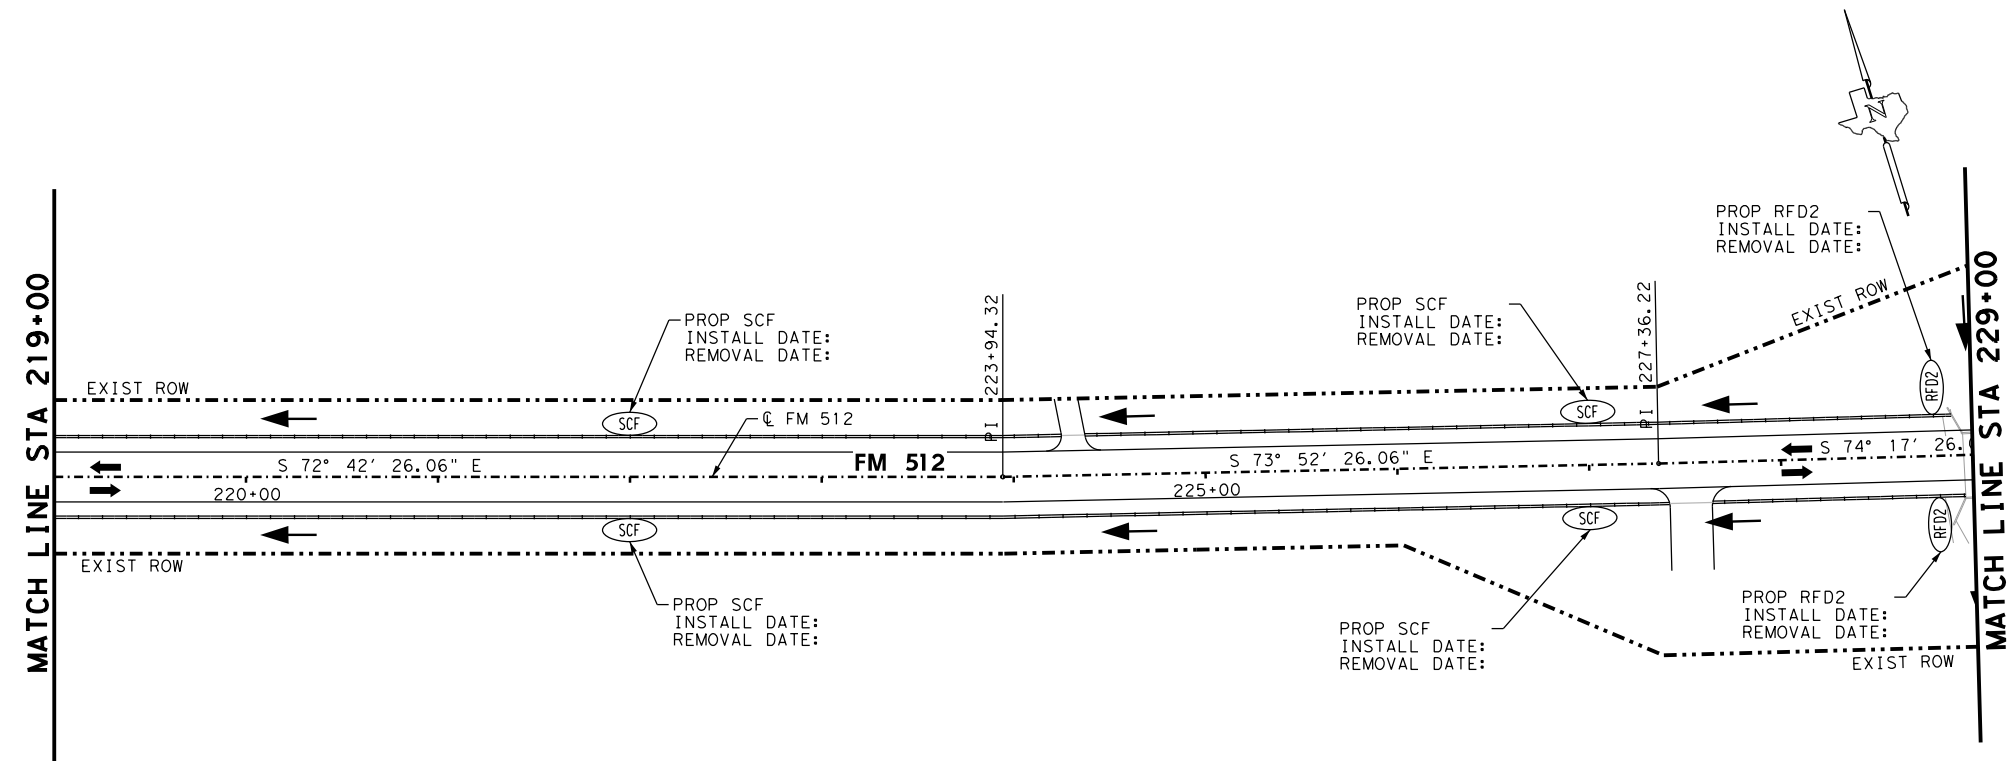 N
PROP RFD2
INSTALL DATE:
REMOVAL DATE:
MATCH LINE STA 219+00
MATCH LINE STA 229+00
PROP SCF
INSTALL DATE:
REMOVAL DATE:
PI 223+94.32
PROP SCF
INSTALL DATE:
REMOVAL DATE:
PI 227+36.22
EXIST ROW
EXIST ROW
SCF
℄ FM 512
SCF
RFD2
S 72° 42' 26.06" E
FM 512
S 73° 52' 26.06" E
S 74° 17' 26.
220+00
225+00
SCF
SCF
RFD2
EXIST ROW
PROP SCF
INSTALL DATE:
REMOVAL DATE:
PROP SCF
INSTALL DATE:
REMOVAL DATE:
PROP RFD2
INSTALL DATE:
REMOVAL DATE:
EXIST ROW